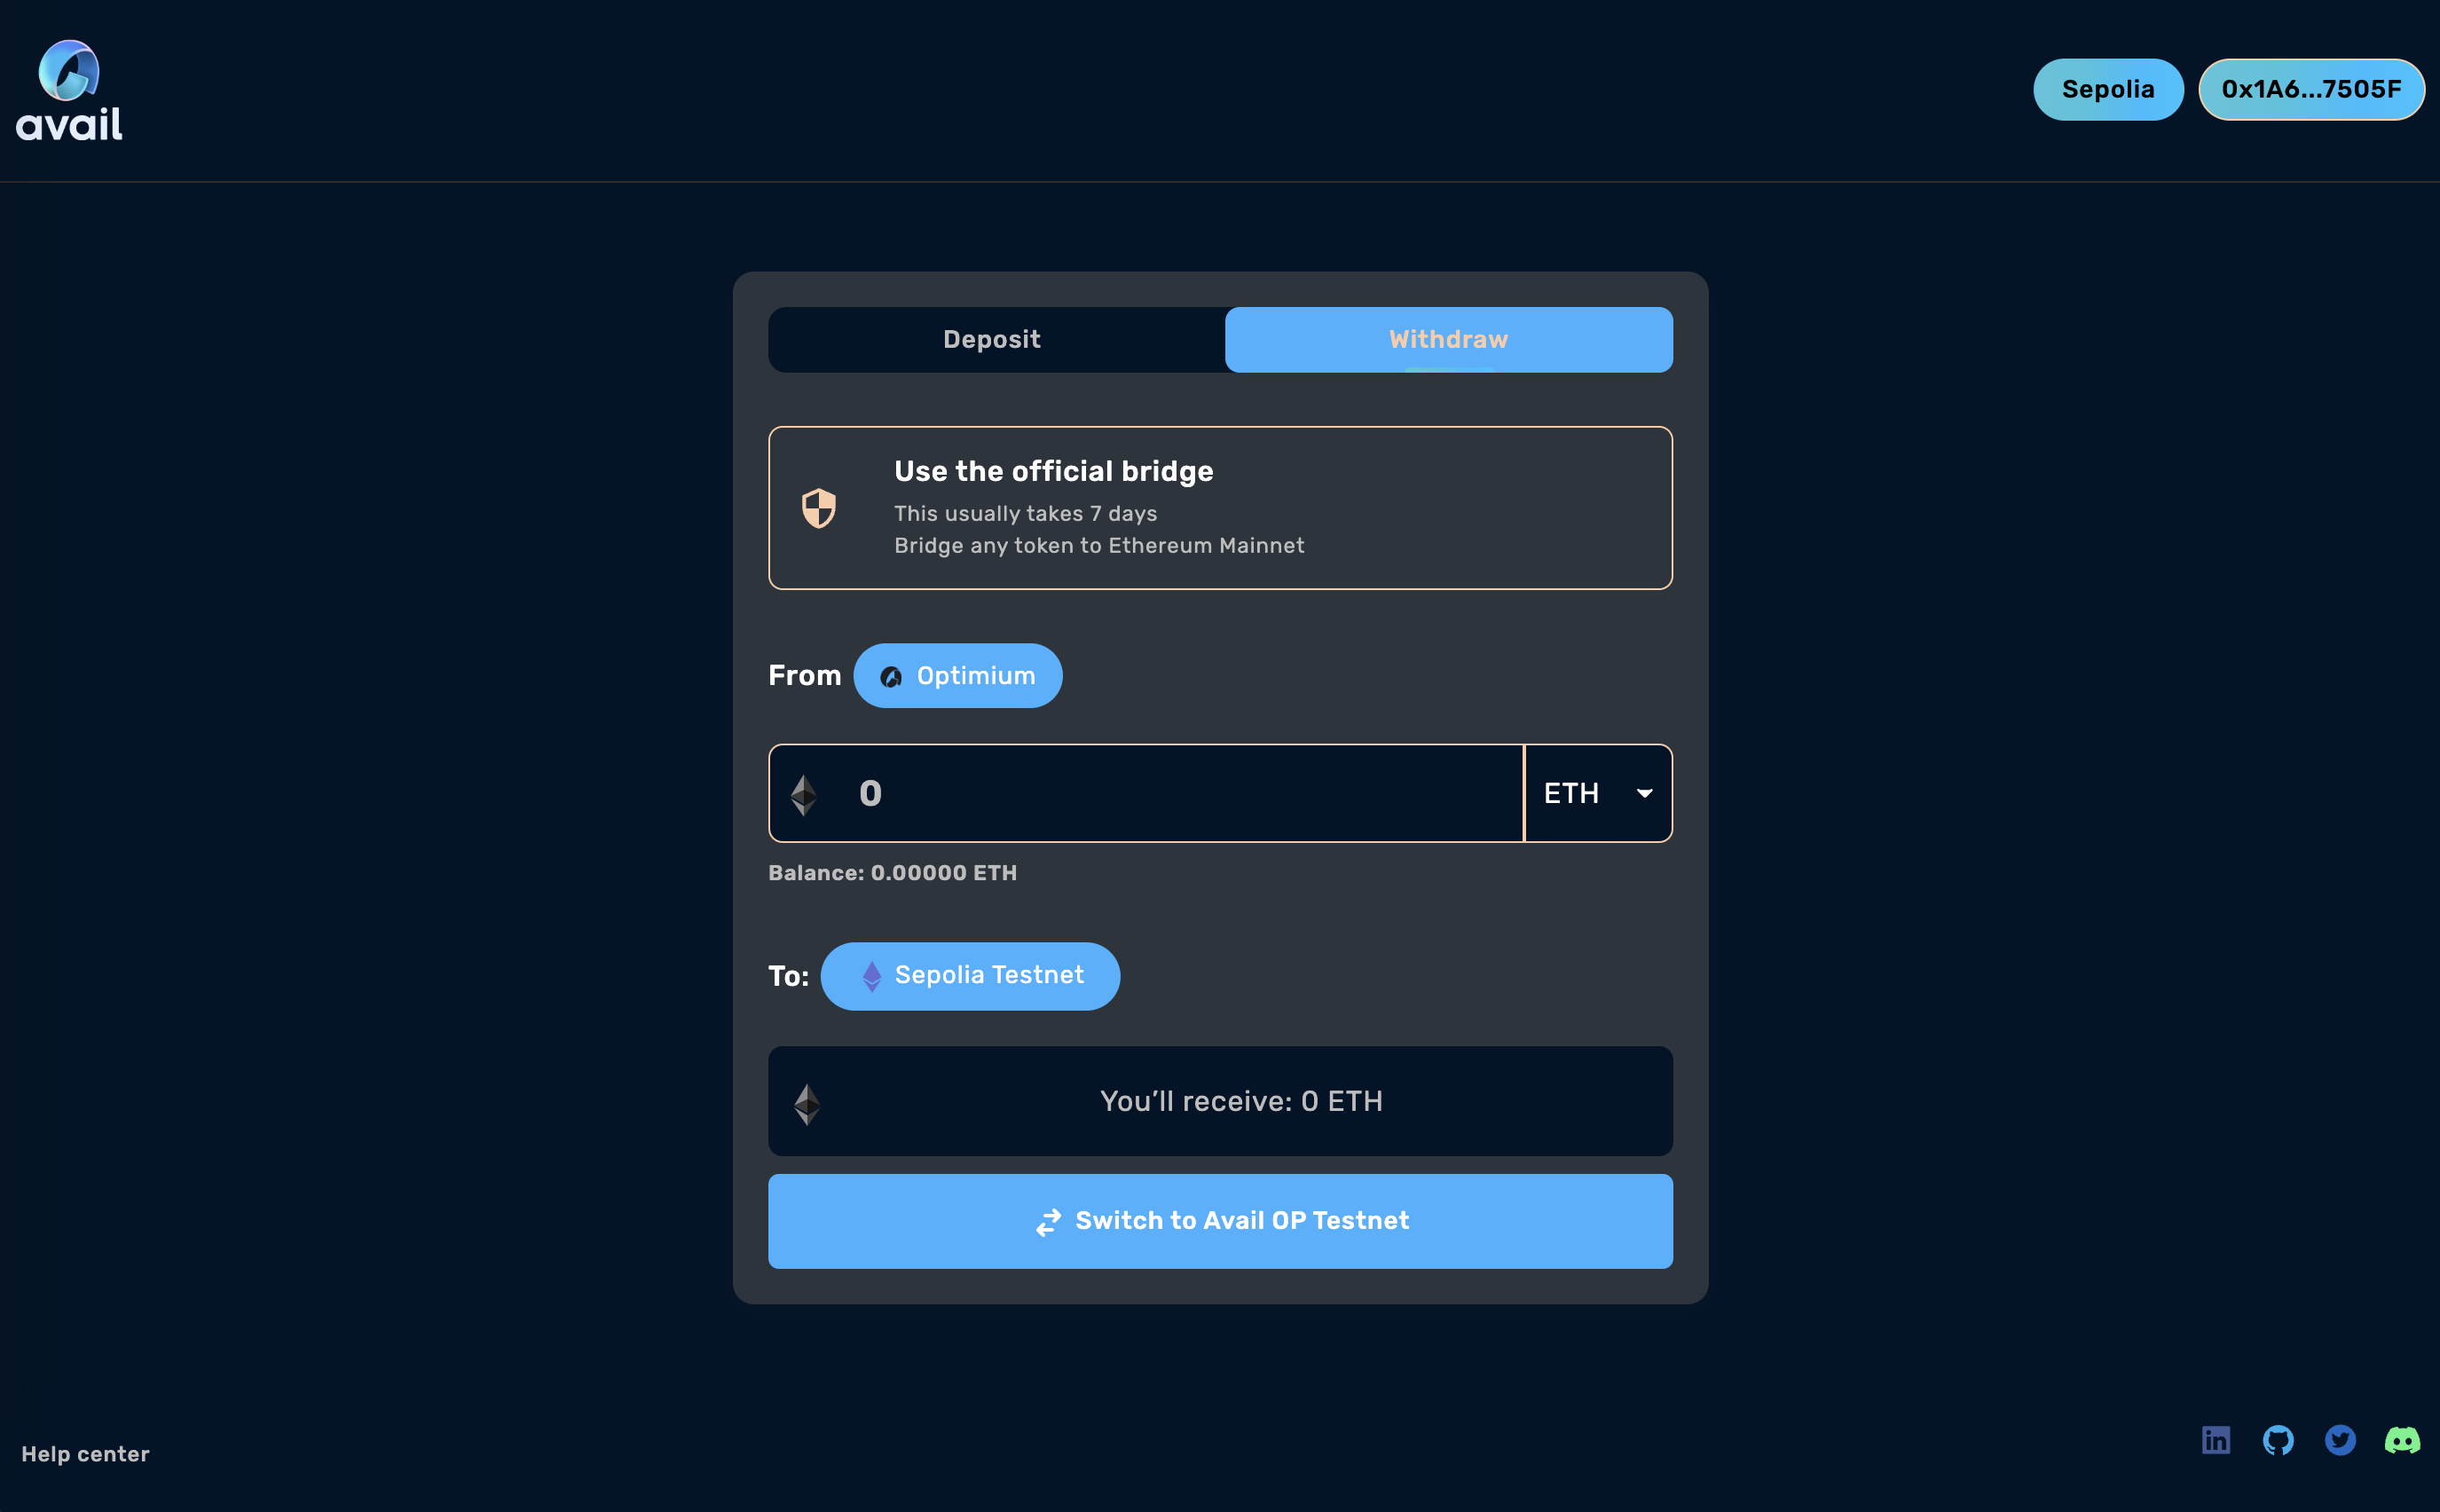 avail
Sepolia
0x1A6...7505F
Deposit
Withdraw
Use the official bridge
This usually takes 7 days
Bridge any token to Ethereum Mainnet
From
Optimium
0
ETH
Balance: 0.00000 ETH
To:
Sepolia Testnet
You’ll receive: 0 ETH
Switch to Avail OP Testnet
Help center
in